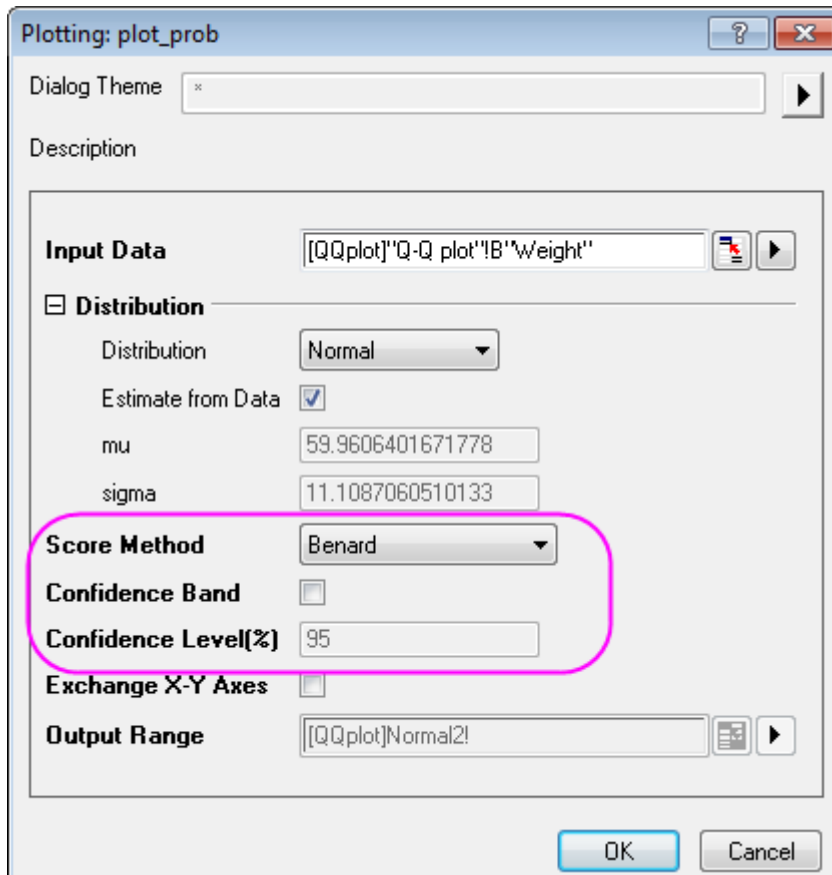 Plotting: plot_prob
Dialog Theme *
Description
Input Data [QQplot]"Q-Q plot"!B"Weight"
Distribution
Distribution Normal
Estimate from Data
mu 59.9606401671778
sigma 11.1087060510133
Score Method Benard
Confidence Band
Confidence Level(%) 95
Exchange X-Y Axes
Output Range [QQplot]Normal2!
OK Cancel